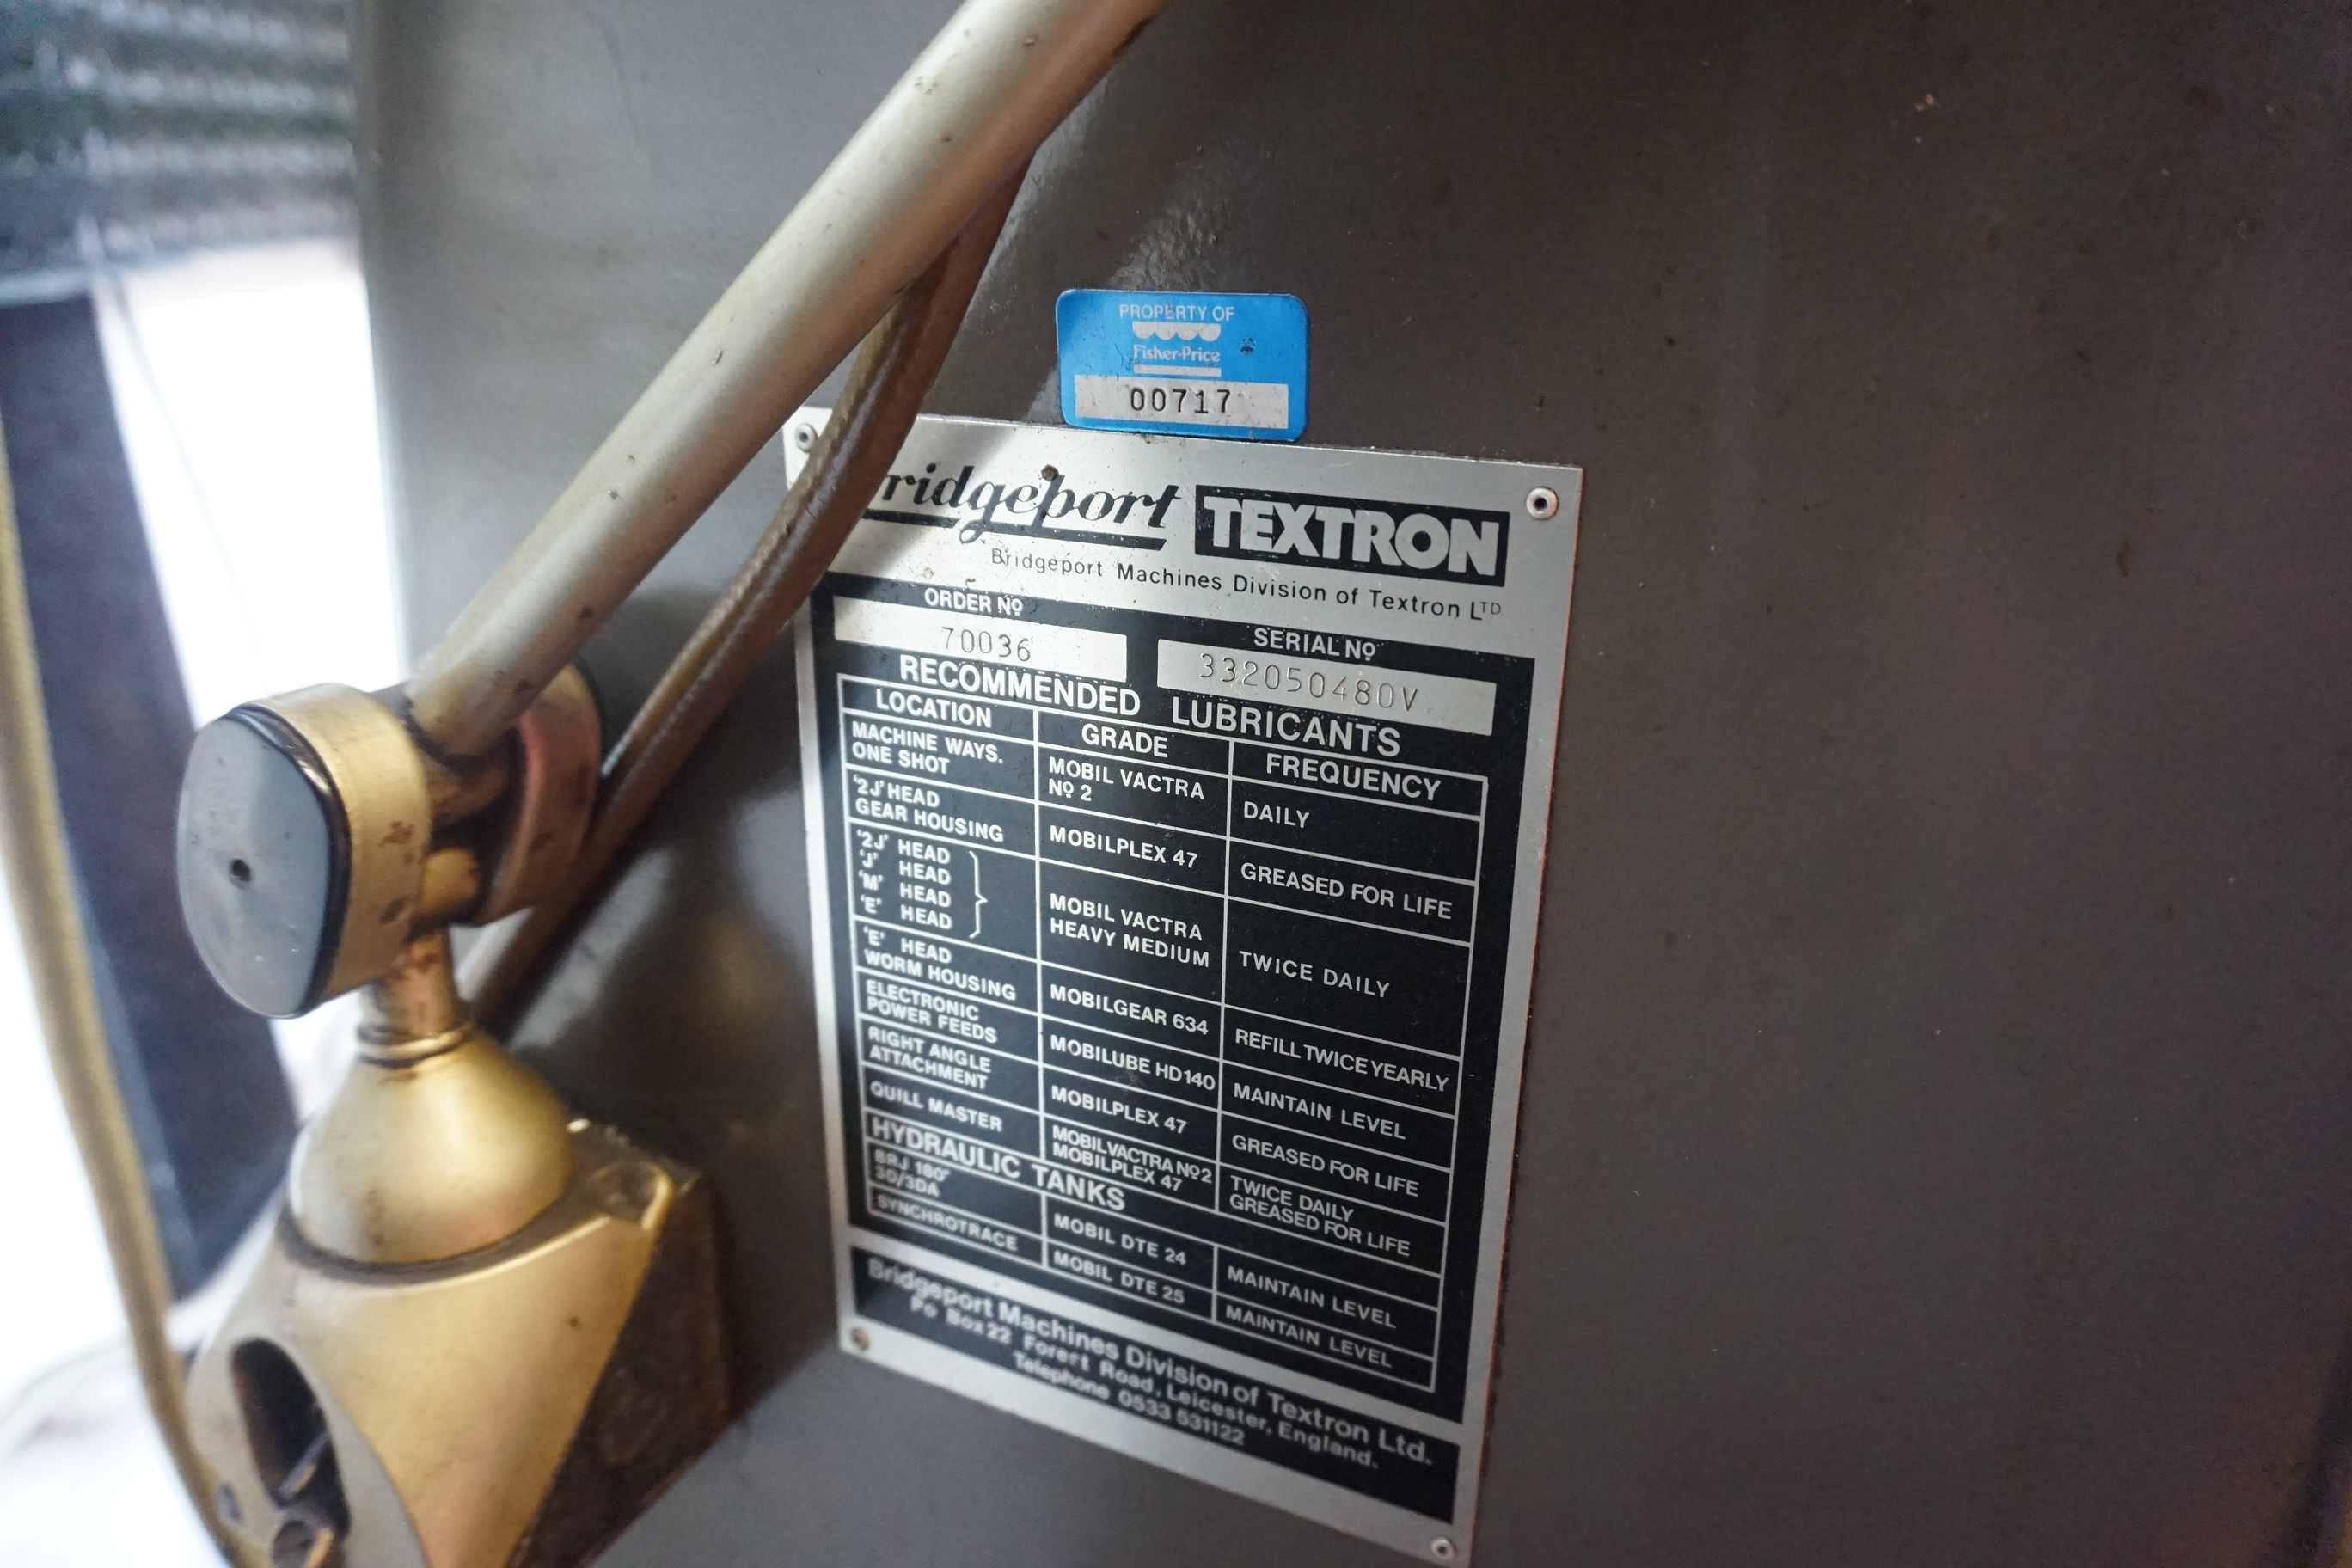 PROPERTY OF
Fisher-Price
00717
ridgeport TEXTRON
Bridgeport Machines Division of Textron LTD
ORDER Nº
SERIAL Nº
70036
332050480V
RECOMMENDED LUBRICANTS
LOCATION GRADE FREQUENCY
MACHINE WAYS.
ONE SHOT
MOBIL VACTRA
Nº 2
DAILY
'2J' HEAD
GEAR HOUSING
MOBILPLEX 47
GREASED FOR LIFE
'2J' HEAD
'J' HEAD
'M' HEAD
'E' HEAD
MOBIL VACTRA
HEAVY MEDIUM
TWICE DAILY
'E' HEAD
WORM HOUSING
MOBILGEAR 634
REFILL TWICE YEARLY
ELECTRONIC
POWER FEEDS
MOBILUBE HD 140
MAINTAIN LEVEL
RIGHT ANGLE
ATTACHMENT
MOBILPLEX 47
GREASED FOR LIFE
QUILL MASTER
MOBIL VACTRA Nº 2
MOBILPLEX 47
TWICE DAILY
GREASED FOR LIFE
HYDRAULIC TANKS
BRJ 180°
3D/3DA
MOBIL DTE 24
MAINTAIN LEVEL
SYNCHROTRACE
MOBIL DTE 25
MAINTAIN LEVEL
Bridgeport Machines Division of Textron Ltd.
Po Box 22 Forest Road, Leicester, England.
Telephone 0533 531122